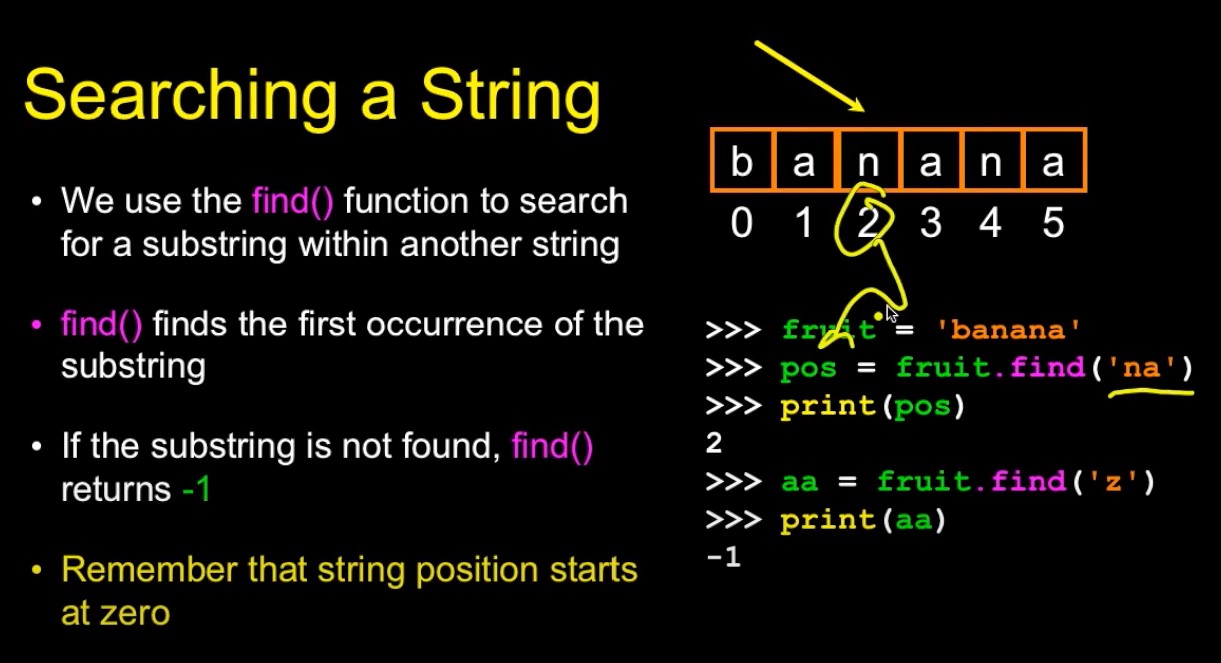 Searching a String
• We use the find() function to search
for a substring within another string
• find() finds the first occurrence of the
substring
• If the substring is not found, find()
returns -1
• Remember that string position starts
at zero
b a n a n a
0 1 2 3 4 5
>>> fruit = 'banana'
>>> pos = fruit.find('na')
>>> print(pos)
2
>>> aa = fruit.find('z')
>>> print(aa)
-1